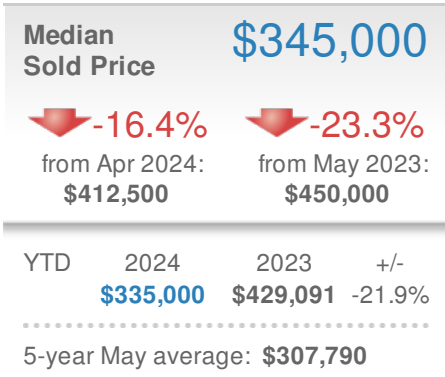 Median
Sold Price
$345,000
-16.4% -23.3%
from Apr 2024: from May 2023:
$412,500 $450,000
YTD 2024 2023 +/-
$335,000 $429,091 -21.9%
5-year May average: $307,790